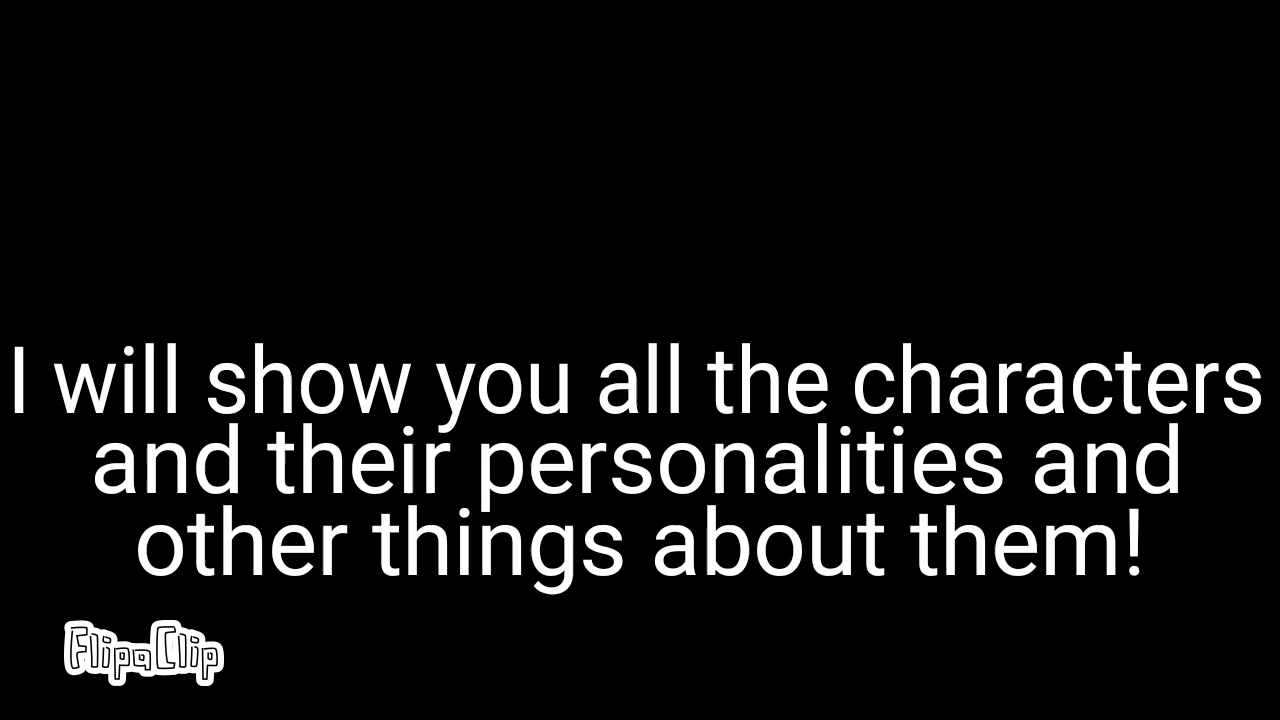 I will show you all the characters
and their personalities and
other things about them!
FlipaClip